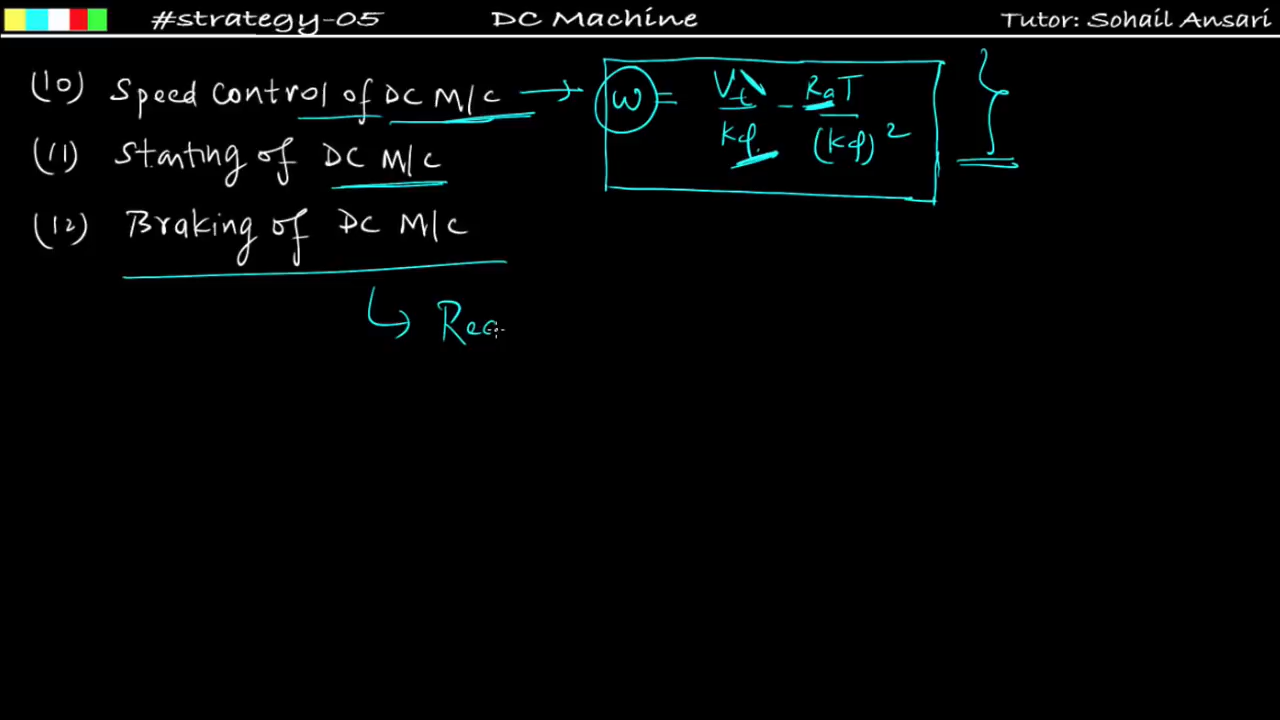 #strategy-05 DC Machine Tutor: Sohail Ansari
(10) Speed Control of DC M/C → ω = Vt/Kφ - RaT/(Kφ)²
(11) Starting of DC M/C
(12) Braking of DC M/C
↳ Rec